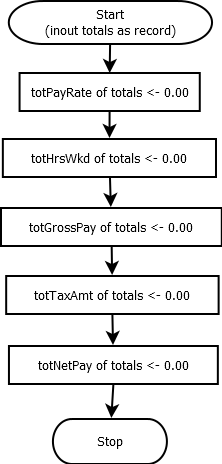 Start
(inout totals as record)
totPayRate of totals <- 0.00
totHrsWkd of totals <- 0.00
totGrossPay of totals <- 0.00
totTaxAmt of totals <- 0.00
totNetPay of totals <- 0.00
Stop